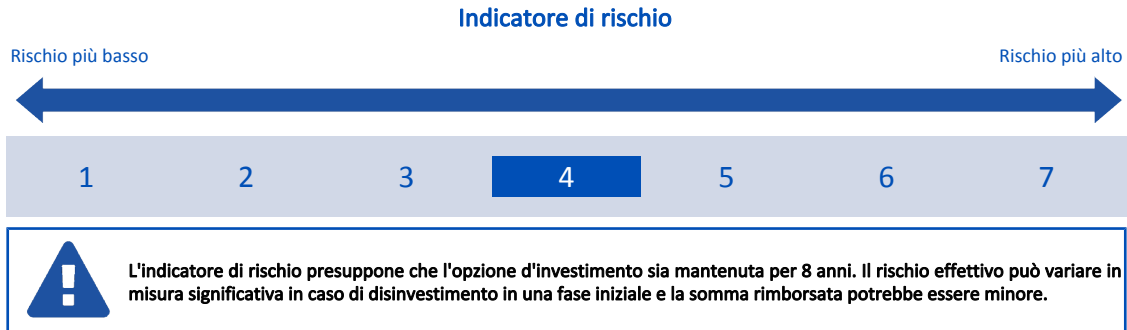 Indicatore di rischio
Rischio più basso
Rischio più alto
1 2 3 4 5 6 7
L'indicatore di rischio presuppone che l'opzione d'investimento sia mantenuta per 8 anni. Il rischio effettivo può variare in
misura significativa in caso di disinvestimento in una fase iniziale e la somma rimborsata potrebbe essere minore.